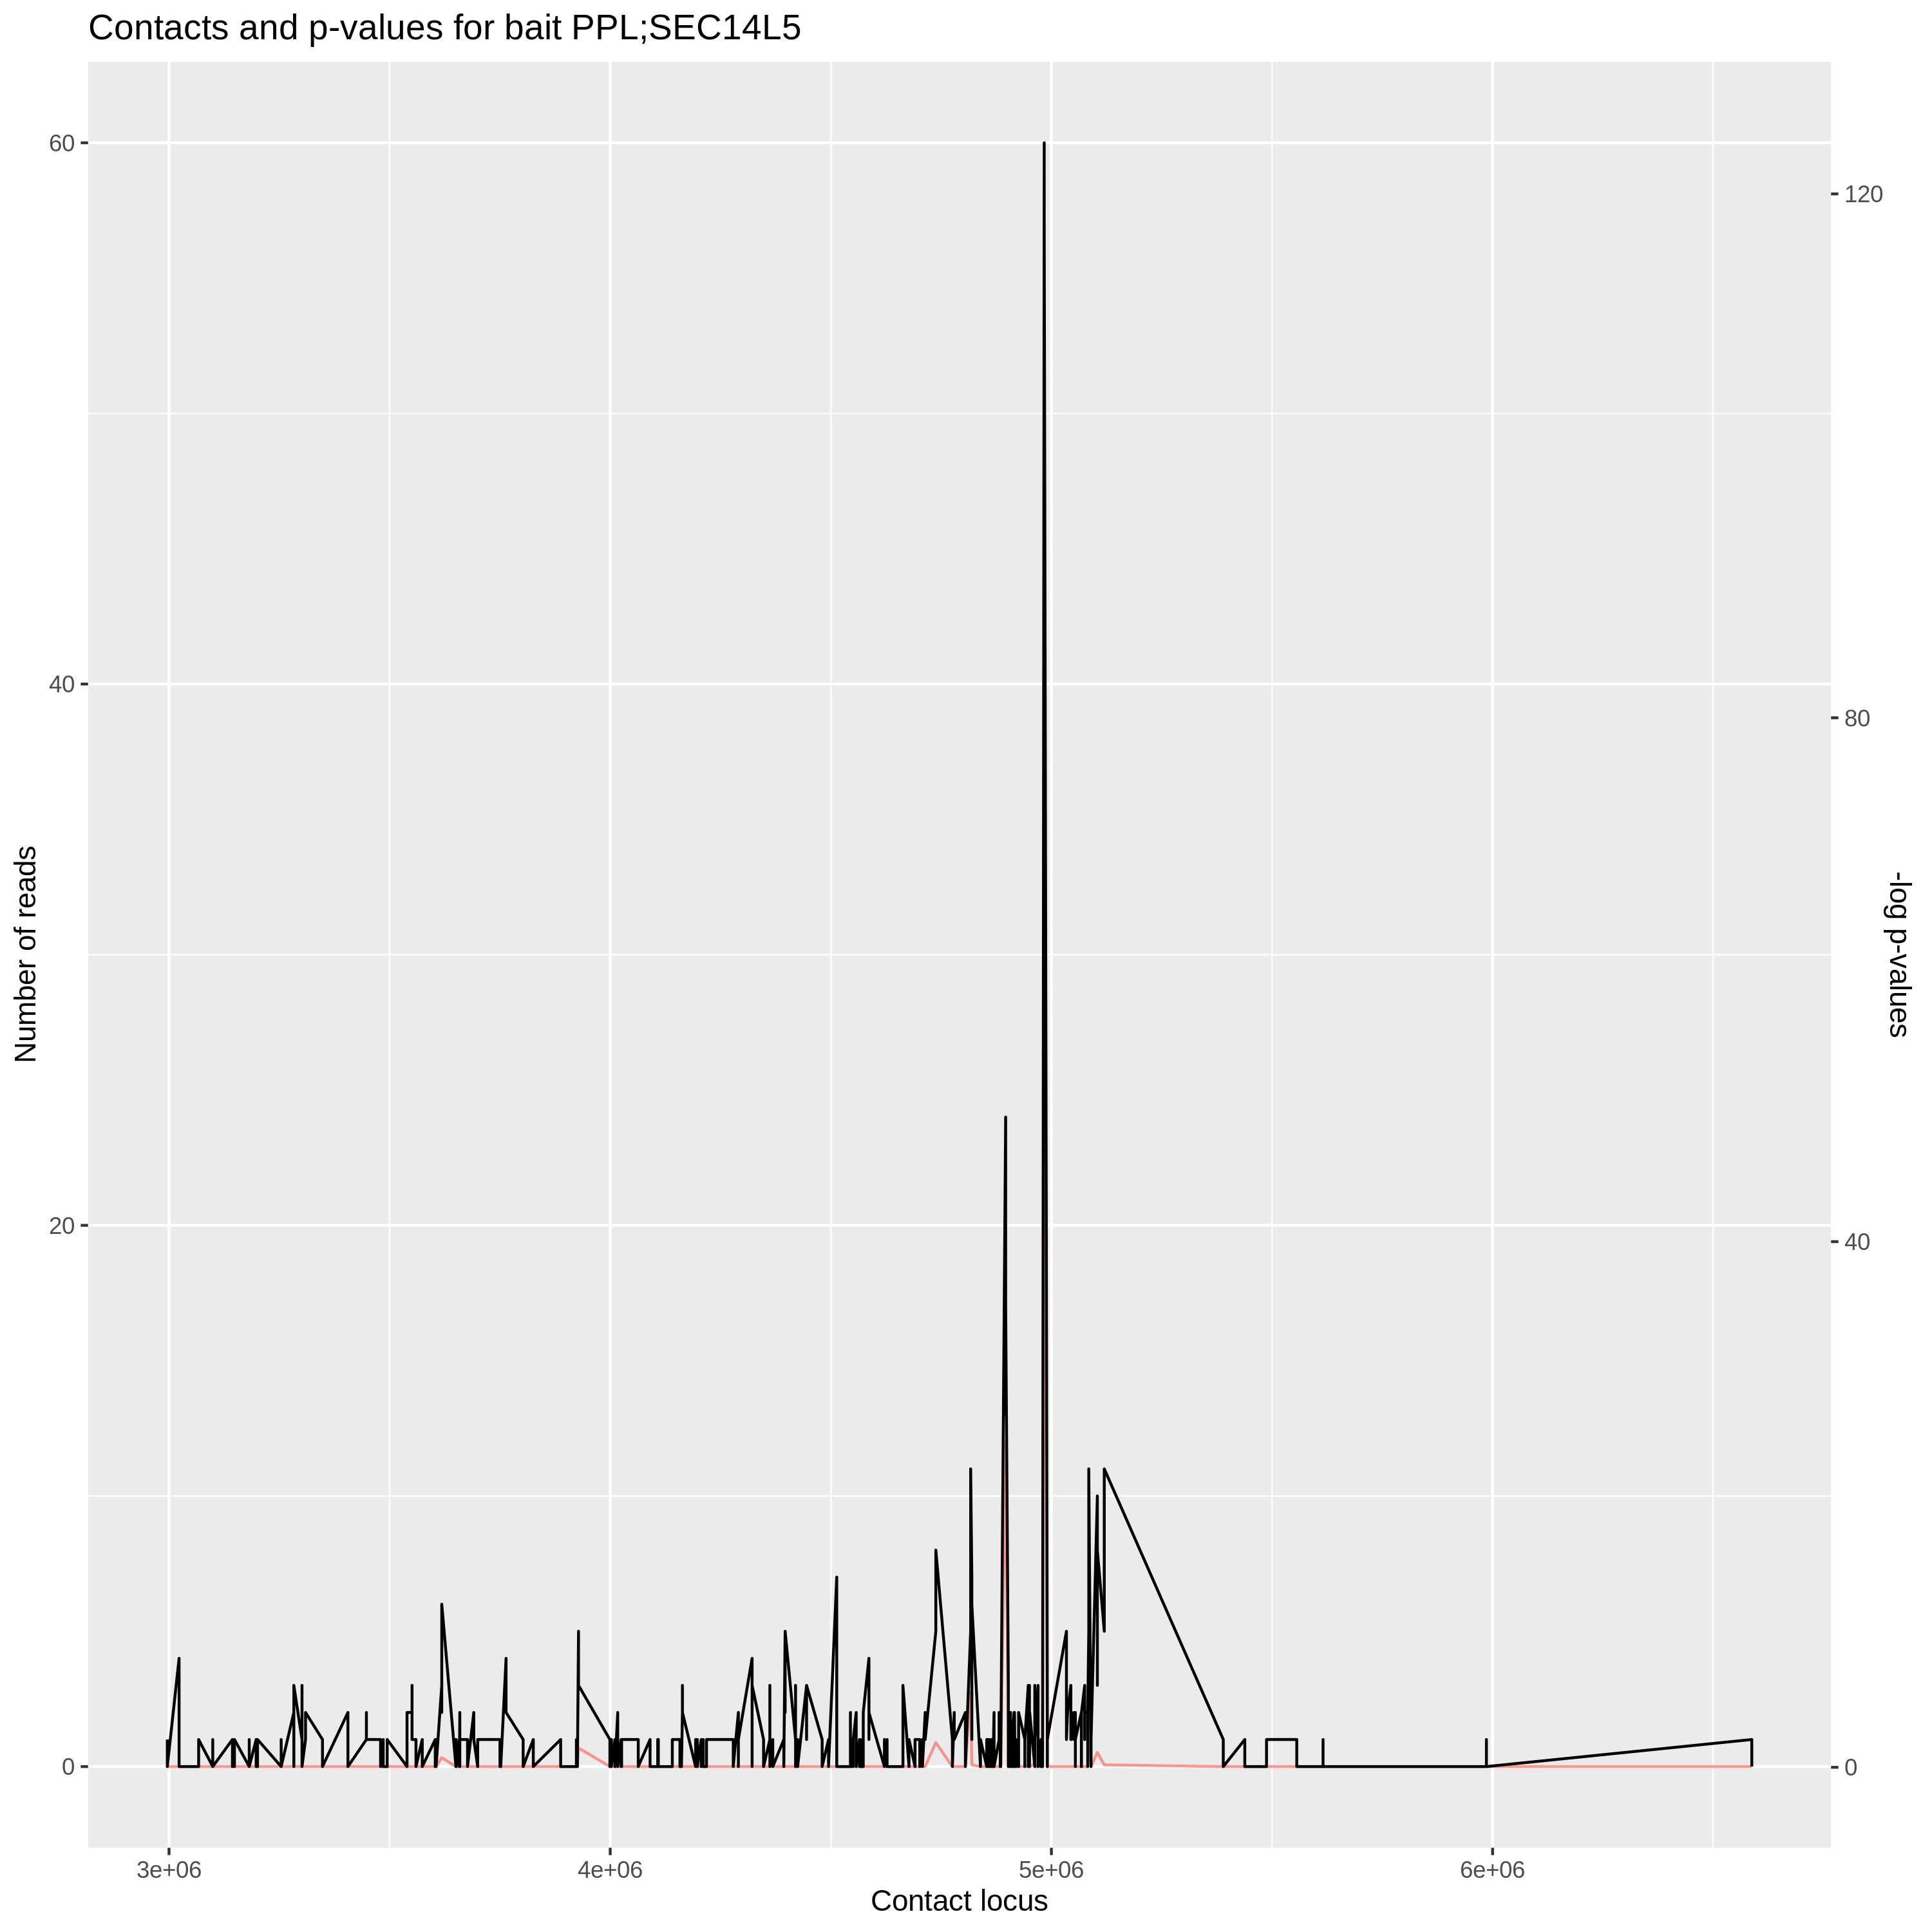 Contacts and p-values for bait PPL;SEC14L5
60
40
20
0
120
80
40
0
Number of reads
-log p-values
3e+06
4e+06
5e+06
6e+06
Contact locus